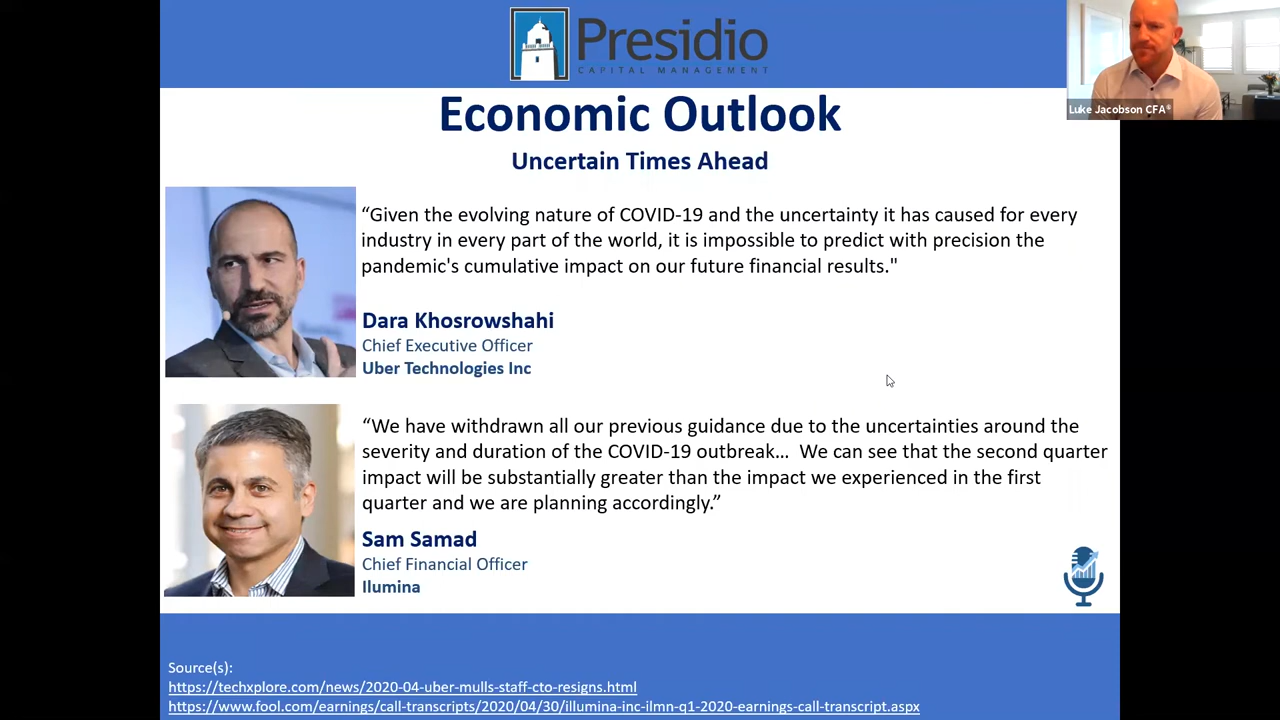 Presidio
CAPITAL MANAGEMENT
Luke Jacobson CFA®
Economic Outlook
Uncertain Times Ahead
“Given the evolving nature of COVID-19 and the uncertainty it has caused for every
industry in every part of the world, it is impossible to predict with precision the
pandemic's cumulative impact on our future financial results."
Dara Khosrowshahi
Chief Executive Officer
Uber Technologies Inc
“We have withdrawn all our previous guidance due to the uncertainties around the
severity and duration of the COVID-19 outbreak… We can see that the second quarter
impact will be substantially greater than the impact we experienced in the first
quarter and we are planning accordingly.”
Sam Samad
Chief Financial Officer
Ilumina
Source(s):
https://techxplore.com/news/2020-04-uber-mulls-staff-cto-resigns.html
https://www.fool.com/earnings/call-transcripts/2020/04/30/illumina-inc-ilmn-q1-2020-earnings-call-transcript.aspx